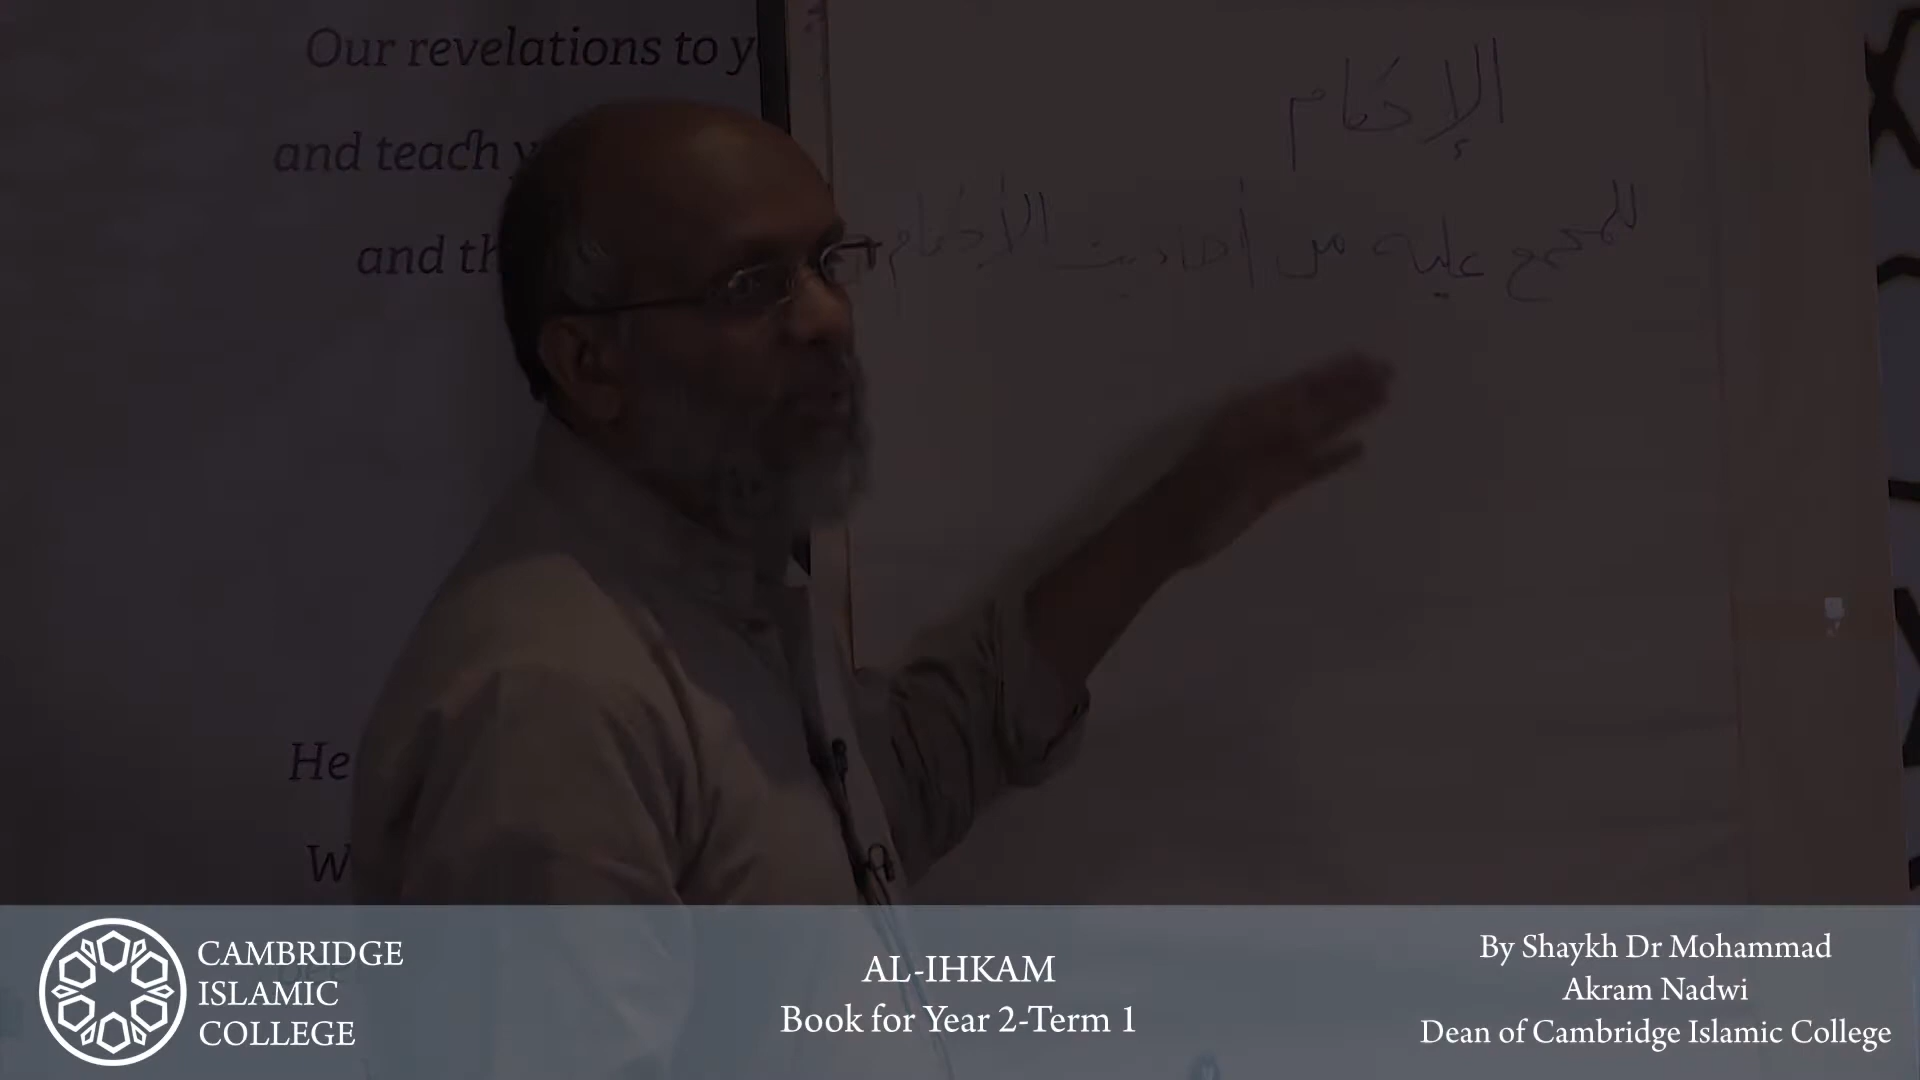 Our revelations to y
and teach y
and th
He
W
الإحكام
للمجمع عليه من أحاديث الأحكام
CAMBRIDGE
ISLAMIC
COLLEGE
AL-IHKAM
Book for Year 2-Term 1
By Shaykh Dr Mohammad
Akram Nadwi
Dean of Cambridge Islamic College